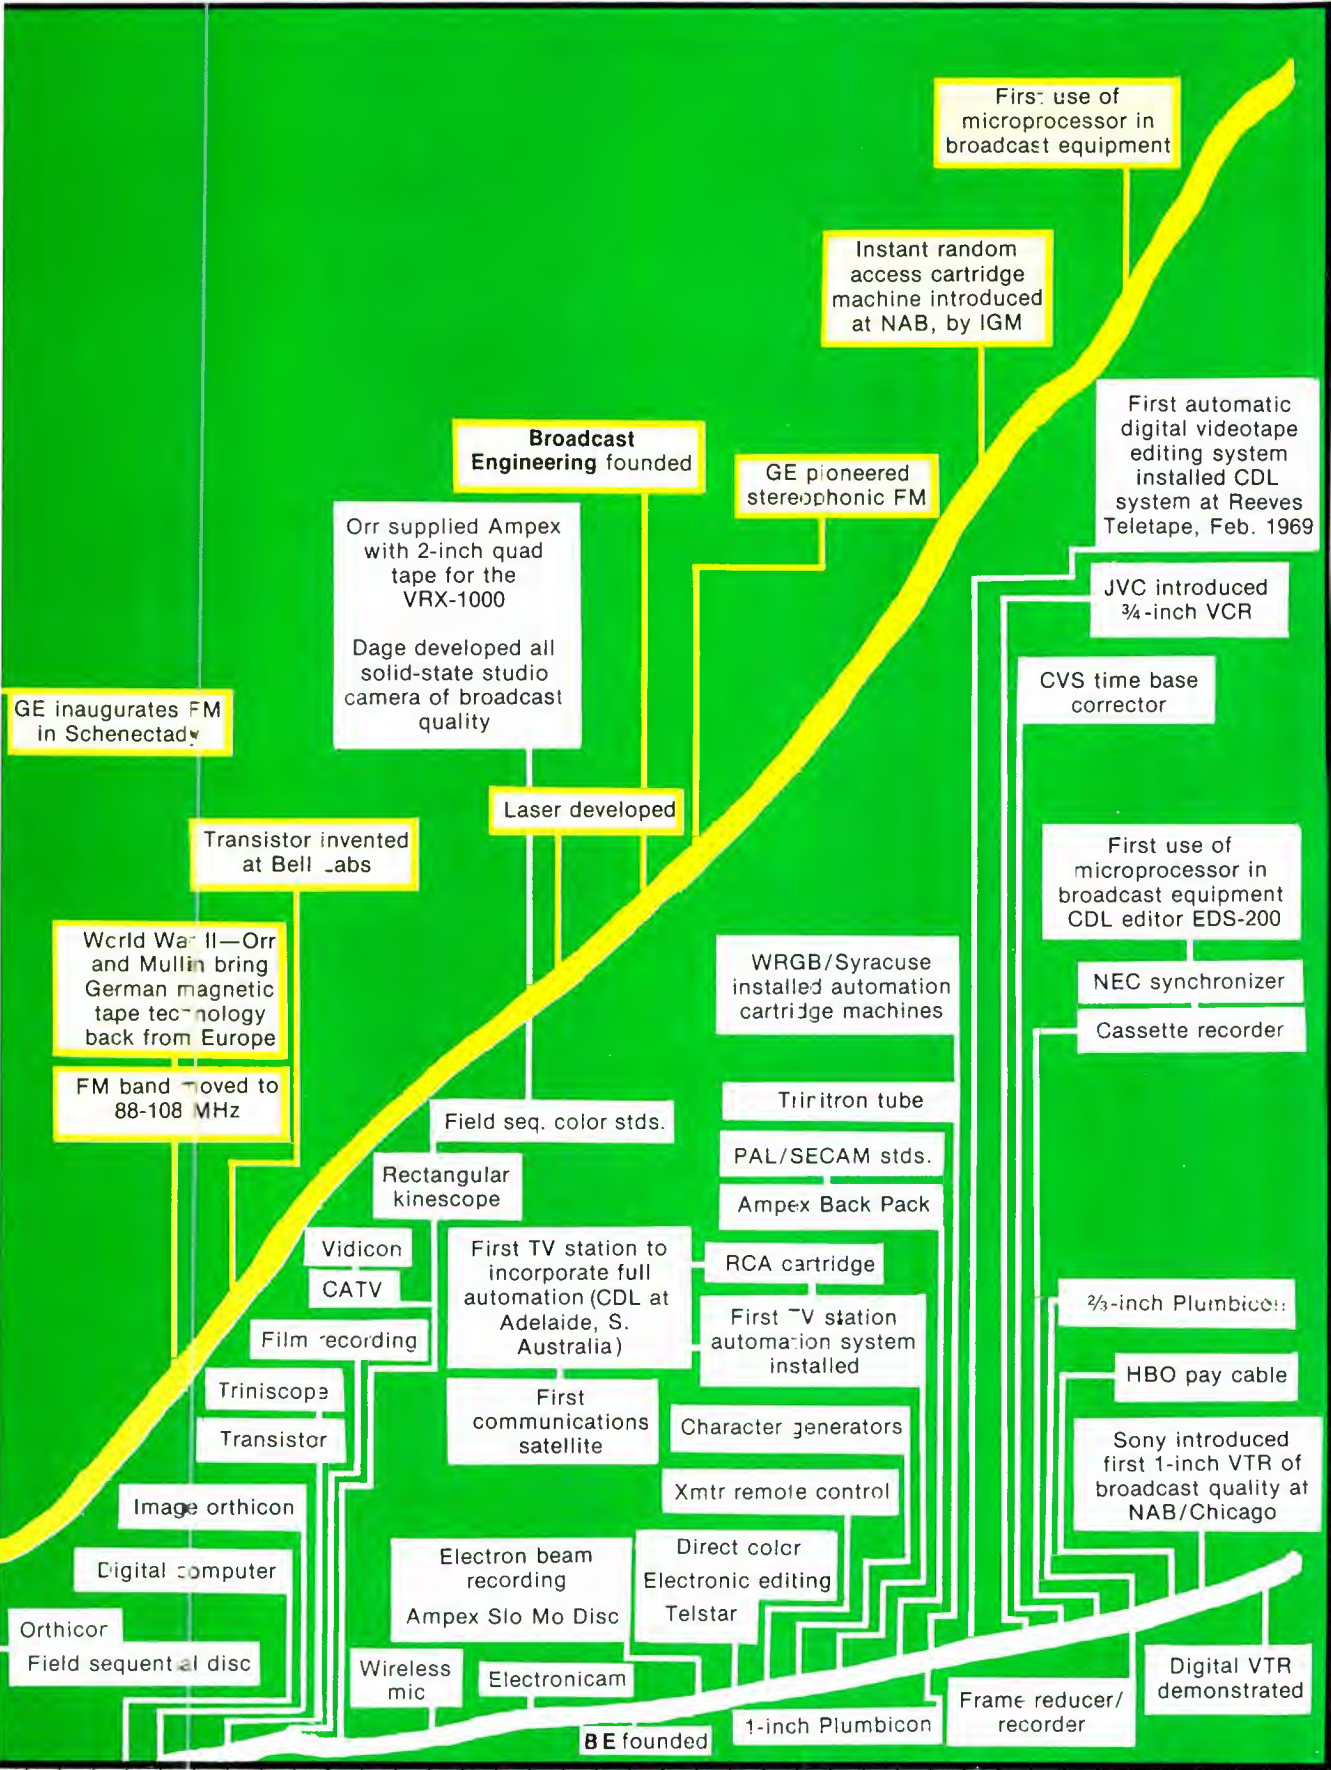 First use of
microprocessor in
broadcast equipment
Instant random
access cartridge
machine introduced
at NAB, by IGM
First automatic
digital videotape
editing system
installed CDL
system at Reeves
Teletape, Feb. 1969
Broadcast
Engineering founded
GE pioneered
stereophonic FM
Orr supplied Ampex
with 2-inch quad
tape for the
VRX-1000
Dage developed all
solid-state studio
camera of broadcast
quality
JVC introduced
¾-inch VCR
CVS time base
corrector
GE inaugurates FM
in Schenectady
Laser developed
Transistor invented
at Bell Labs
First use of
microprocessor in
broadcast equipment
CDL editor EDS-200
World War II—Orr
and Mullin bring
German magnetic
tape technology
back from Europe
WRGB/Syracuse
installed automation
cartridge machines
NEC synchronizer
Cassette recorder
FM band moved to
88-108 MHz
Field seq. color stds.
Trinitron tube
PAL/SECAM stds.
Rectangular
kinescope
Ampex Back Pack
Vidicon
CATV
First TV station to
incorporate full
automation (CDL at
Adelaide, S.
Australia)
RCA cartridge
First TV station
automation system
installed
⅔-inch Plumbicon
Film recording
HBO pay cable
Triniscope
Transistor
First
communications
satellite
Character generators
Sony introduced
first 1-inch VTR of
broadcast quality at
NAB/Chicago
Image orthicon
Xmtr remote control
Digital computer
Electron beam
recording
Ampex Slo Mo Disc
Direct color
Electronic editing
Telstar
Orthicon
Field sequential disc
Wireless
mic
Electronicam
BE founded
1-inch Plumbicon
Frame reducer/
recorder
Digital VTR
demonstrated